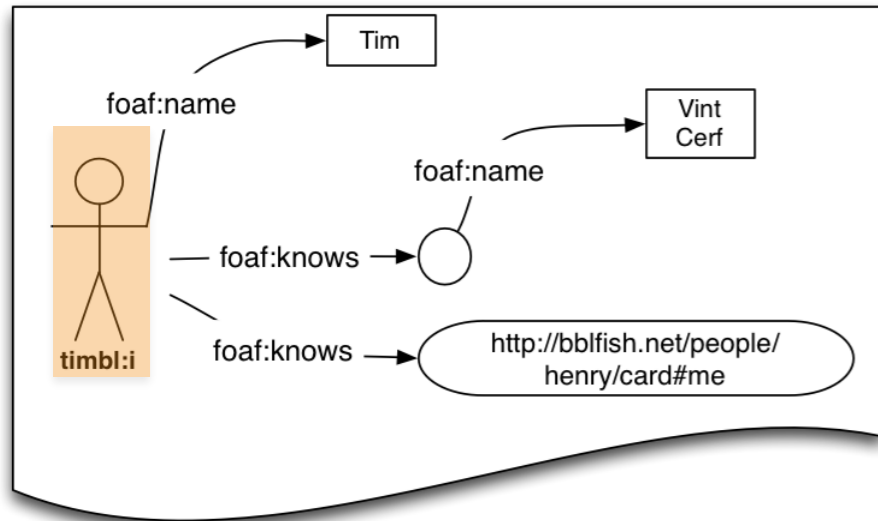 Tim
foaf:name
Vint
Cerf
foaf:name
foaf:knows
foaf:knows
http://bblfish.net/people/
henry/card#me
timbl:i